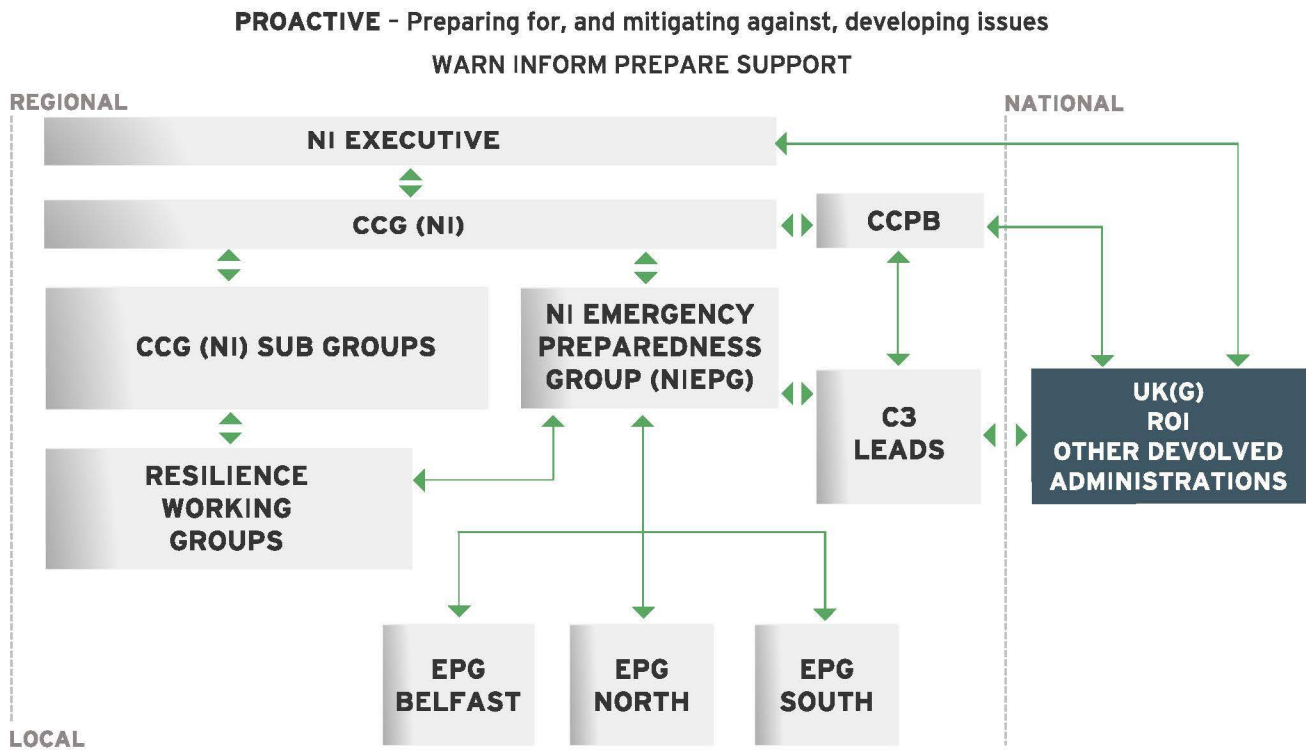 PROACTIVE – Preparing for, and mitigating against, developing issues
WARN INFORM PREPARE SUPPORT
REGIONAL
NATIONAL
NI EXECUTIVE
CCG (NI)
CCPB
CCG (NI) SUB GROUPS
NI EMERGENCY
PREPAREDNESS
GROUP (NIEPG)
C3
LEADS
UK(G)
ROI
OTHER DEVOLVED
ADMINISTRATIONS
RESILIENCE
WORKING
GROUPS
EPG
BELFAST
EPG
NORTH
EPG
SOUTH
LOCAL